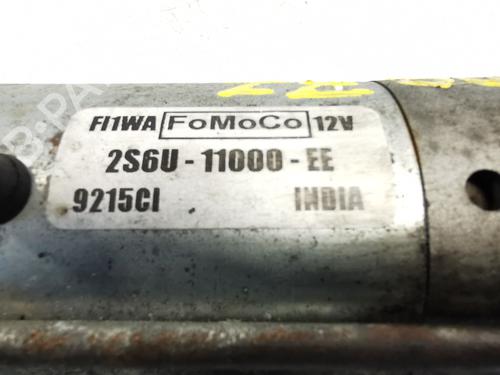 FI1WA FoMoCo 12V
2S6U - 11000 - EE
9215CI INDIA